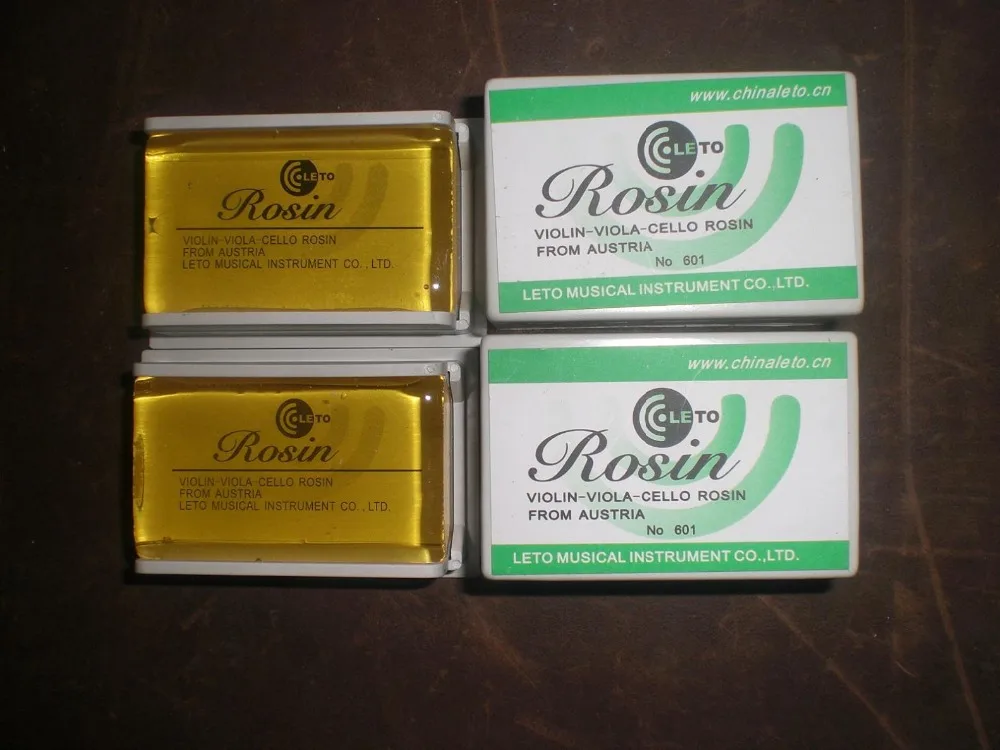 LETO
Rosin
VIOLIN-VIOLA-CELLO ROSIN
FROM AUSTRIA
LETO MUSICAL INSTRUMENT CO.,LTD.
www.chinaleto.cn
LETO
Rosin
VIOLIN-VIOLA-CELLO ROSIN
FROM AUSTRIA
No 601
LETO MUSICAL INSTRUMENT CO.,LTD.
LETO
Rosin
VIOLIN-VIOLA-CELLO ROSIN
FROM AUSTRIA
LETO MUSICAL INSTRUMENT CO.,LTD.
www.chinaleto.cn
LETO
Rosin
VIOLIN-VIOLA-CELLO ROSIN
FROM AUSTRIA
No 601
LETO MUSICAL INSTRUMENT CO.,LTD.